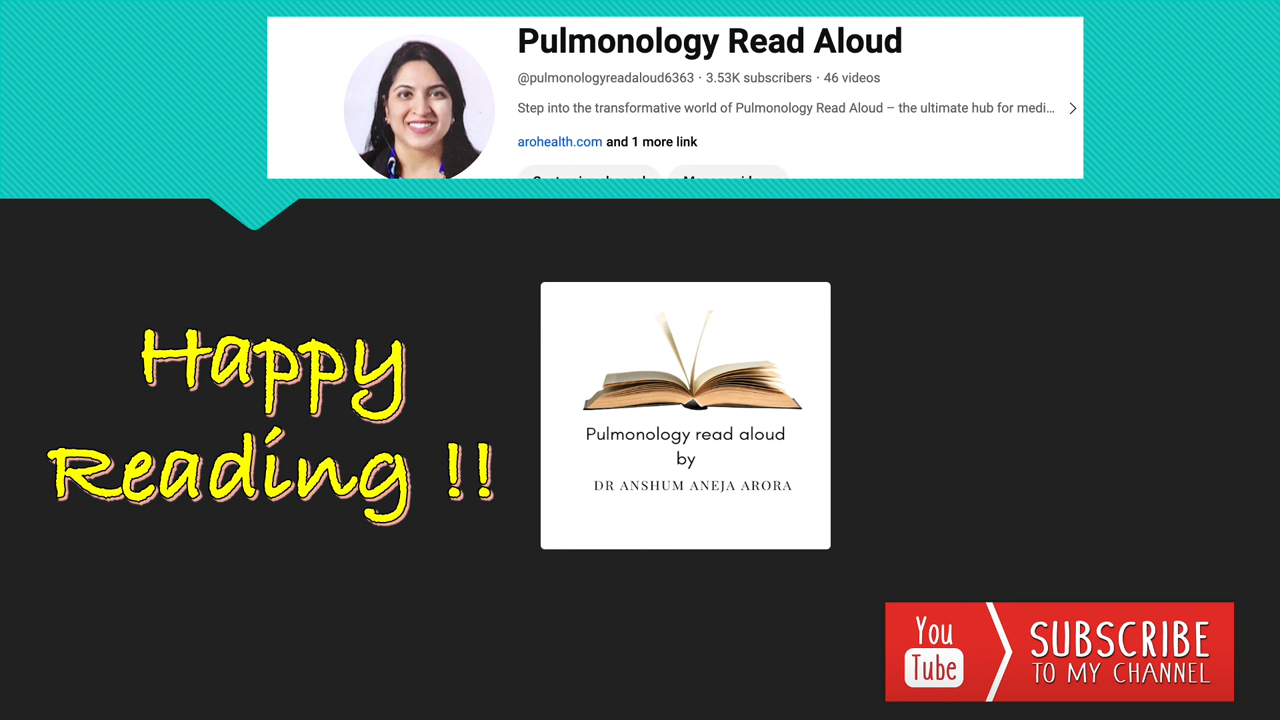 Pulmonology Read Aloud
@pulmonologyreadaloud6363 · 3.53K subscribers · 46 videos
Step into the transformative world of Pulmonology Read Aloud – the ultimate hub for medi...
arohealth.com and 1 more link
Happy
Reading !!
Pulmonology read aloud
by
DR ANSHUM ANEJA ARORA
You
Tube
SUBSCRIBE
TO MY CHANNEL